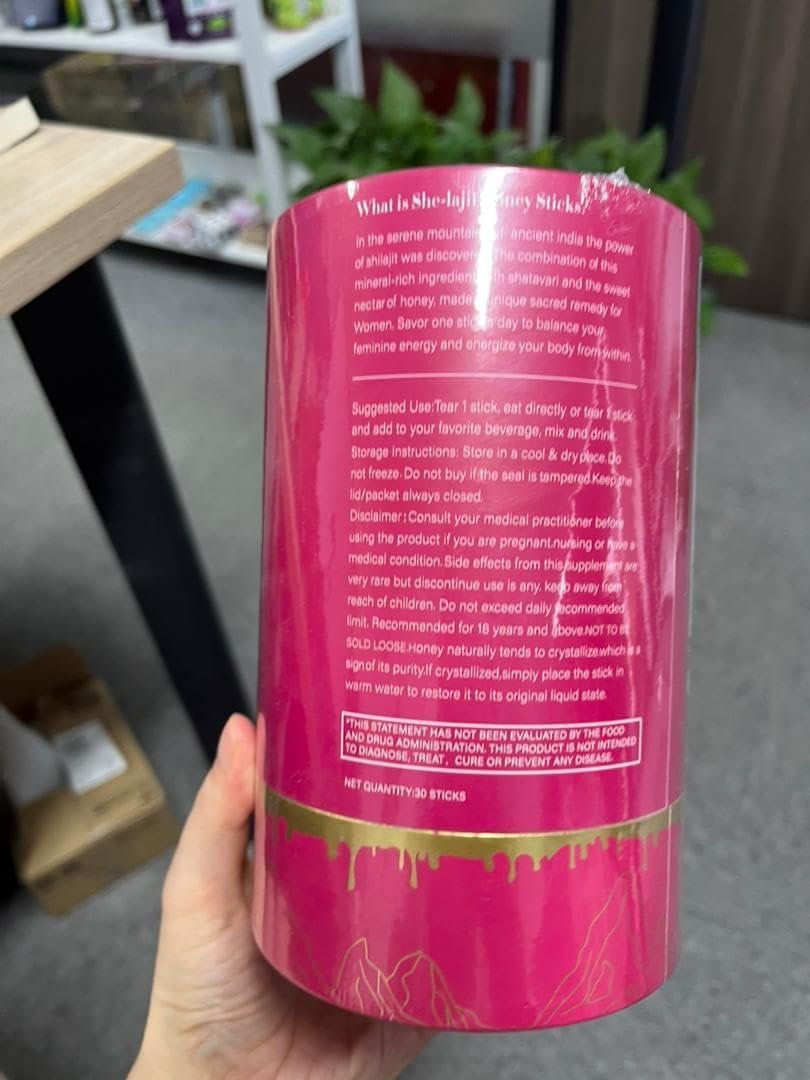 What is She-lajit Honey Sticks?
In the serene mountains of ancient india the power
of shilajit was discovered. The combination of this
mineral-rich ingredient with shatavari and the sweet
nectar of honey, made unique sacred remedy for
Women. Savor one stick a day to balance your
feminine energy and energize your body from within.
Suggested Use:Tear 1 stick, eat directly or tear 1 stick
and add to your favorite beverage, mix and drink.
Storage instructions: Store in a cool & dry place. Do
not freeze. Do not buy if the seal is tampered.Keep the
lid/packet always closed.
Disclaimer: Consult your medical practitioner before
using the product if you are pregnant.nursing or have a
medical condition. Side effects from this supplement are
very rare but discontinue use is any. keep away from
reach of children. Do not exceed daily recommended
limit. Recommended for 18 years and above.NOT TO BE
SOLD LOOSE.Honey naturally tends to crystallize which is a
sign of its purity.If crystallized,simply place the stick in
warm water to restore it to its original liquid state.
*THIS STATEMENT HAS NOT BEEN EVALUATED BY THE FOOD
AND DRUG ADMINISTRATION. THIS PRODUCT IS NOT INTENDED
TO DIAGNOSE, TREAT, CURE OR PREVENT ANY DISEASE.
NET QUANTITY:30 STICKS